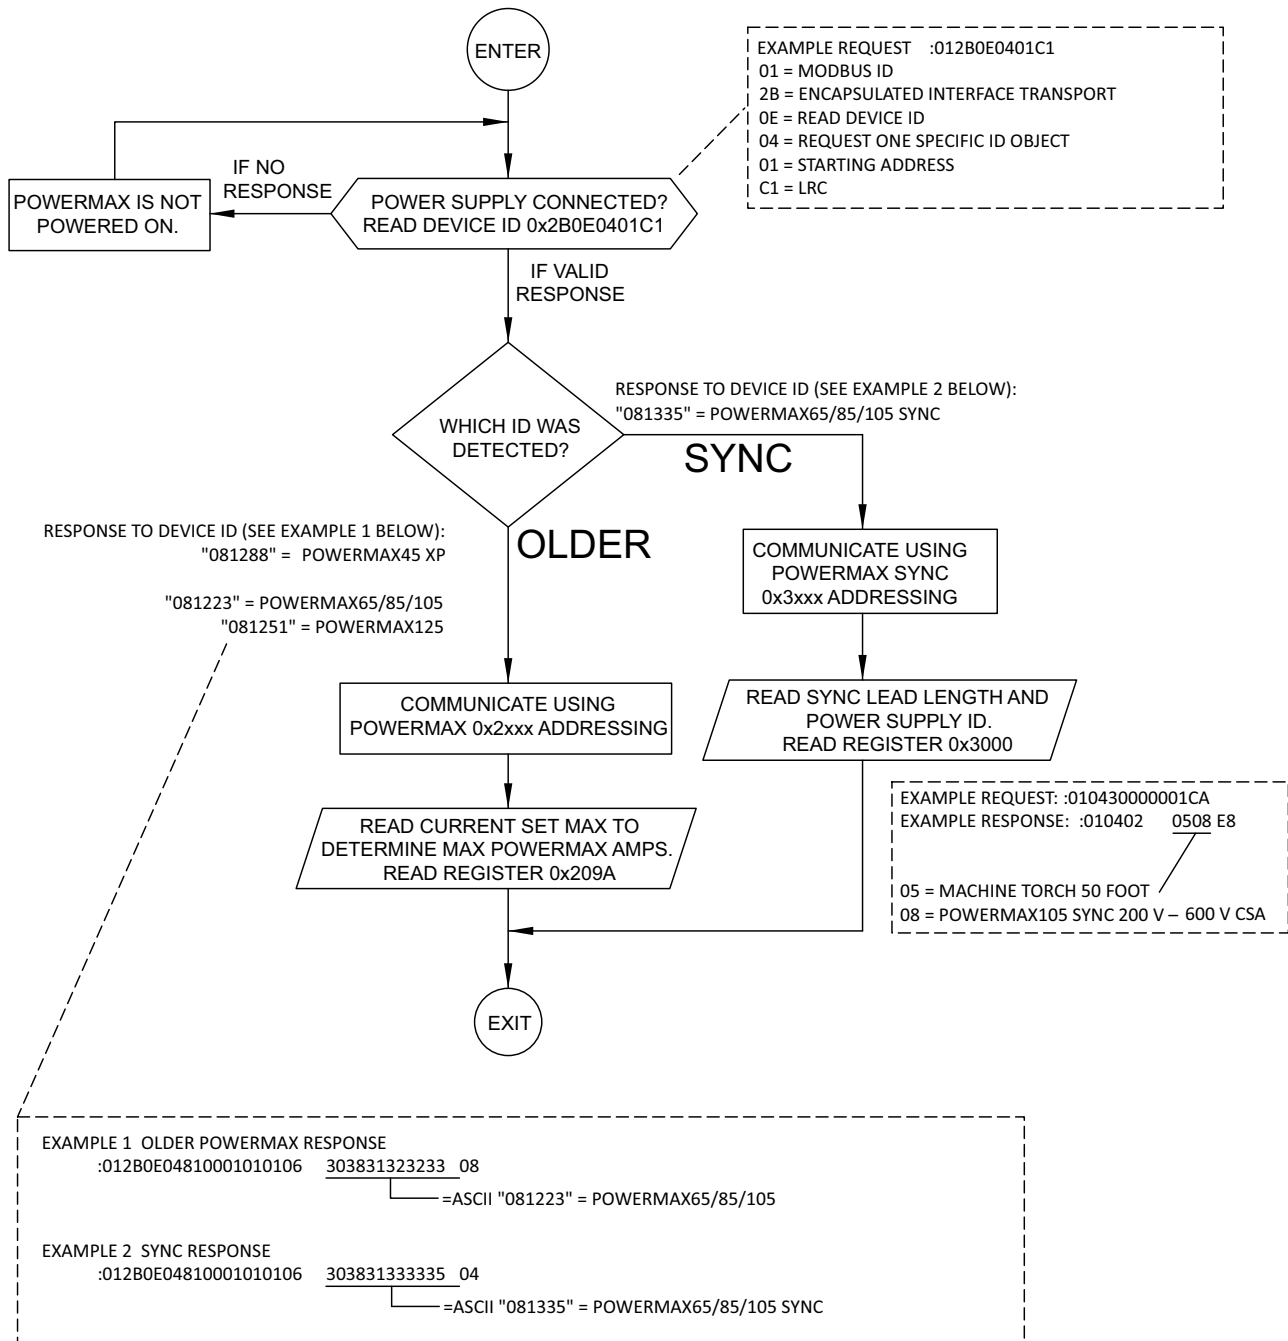 ENTER
EXAMPLE REQUEST :012B0E0401C1
01 = MODBUS ID
2B = ENCAPSULATED INTERFACE TRANSPORT
0E = READ DEVICE ID
04 = REQUEST ONE SPECIFIC ID OBJECT
01 = STARTING ADDRESS
C1 = LRC
IF NO
RESPONSE
POWERMAX IS NOT
POWERED ON.
POWER SUPPLY CONNECTED?
READ DEVICE ID 0x2B0E0401C1
IF VALID
RESPONSE
WHICH ID WAS
DETECTED?
RESPONSE TO DEVICE ID (SEE EXAMPLE 2 BELOW):
"081335" = POWERMAX65/85/105 SYNC
SYNC
RESPONSE TO DEVICE ID (SEE EXAMPLE 1 BELOW):
"081288" = POWERMAX45 XP
"081223" = POWERMAX65/85/105
"081251" = POWERMAX125
OLDER
COMMUNICATE USING
POWERMAX SYNC
0x3xxx ADDRESSING
COMMUNICATE USING
POWERMAX 0x2xxx ADDRESSING
READ SYNC LEAD LENGTH AND
POWER SUPPLY ID.
READ REGISTER 0x3000
READ CURRENT SET MAX TO
DETERMINE MAX POWERMAX AMPS.
READ REGISTER 0x209A
EXAMPLE REQUEST: :010430000001CA
EXAMPLE RESPONSE: :010402 0508 E8
05 = MACHINE TORCH 50 FOOT
08 = POWERMAX105 SYNC 200 V – 600 V CSA
EXIT
EXAMPLE 1 OLDER POWERMAX RESPONSE
:012B0E04810001010106 303831323233 08
=ASCII "081223" = POWERMAX65/85/105
EXAMPLE 2 SYNC RESPONSE
:012B0E04810001010106 303831333335 04
=ASCII "081335" = POWERMAX65/85/105 SYNC